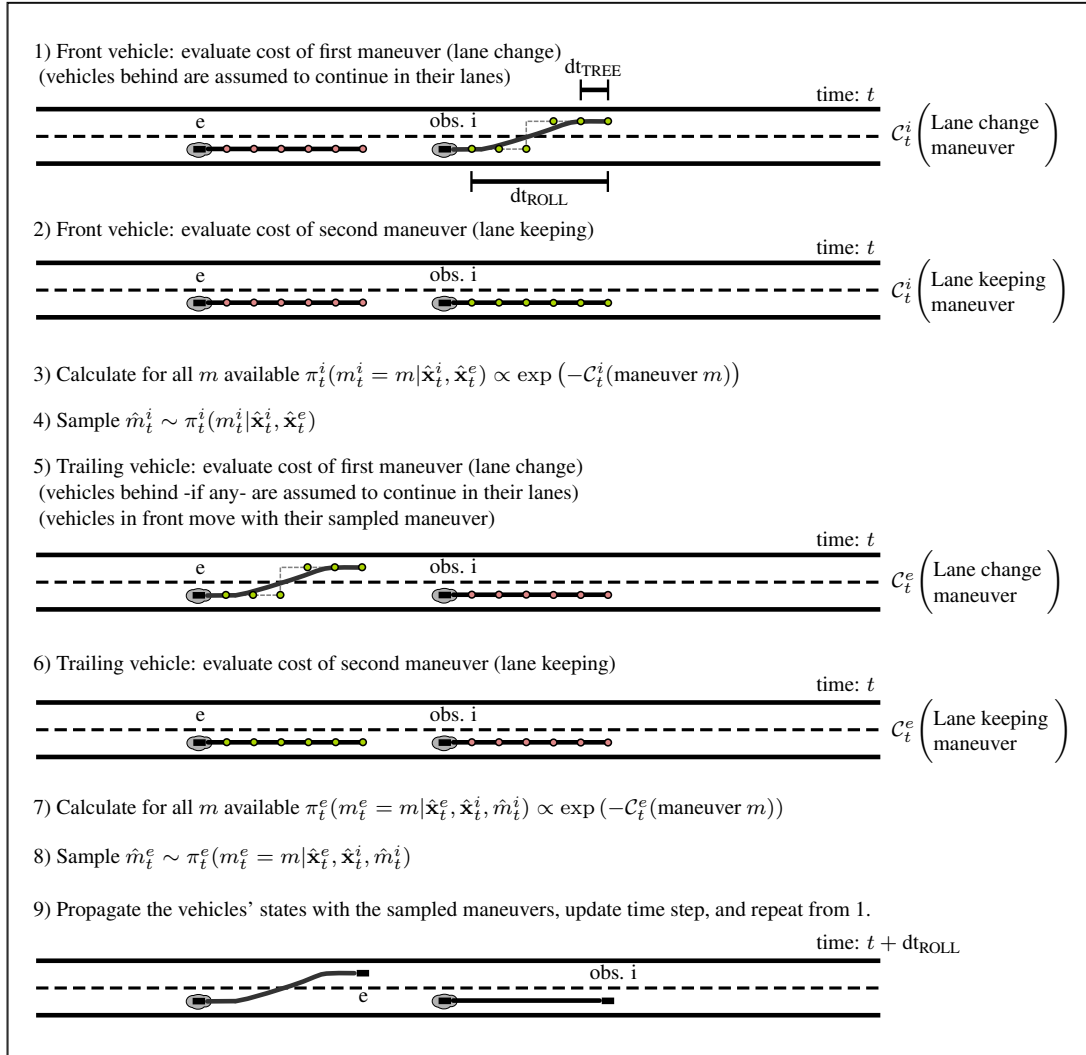 1) Front vehicle: evaluate cost of first maneuver (lane change)
(vehicles behind are assumed to continue in their lanes)
dt_TREE
time: t
e
obs. i
C_t^i (Lane change
maneuver)
dt_ROLL
2) Front vehicle: evaluate cost of second maneuver (lane keeping)
time: t
e
obs. i
C_t^i (Lane keeping
maneuver)
3) Calculate for all m available π_t^i(m_t^i = m|x̂_t^i, x̂_t^e) ∝ exp (−C_t^i(maneuver m))
4) Sample m̂_t^i ∼ π_t^i(m_t^i|x̂_t^i, x̂_t^e)
5) Trailing vehicle: evaluate cost of first maneuver (lane change)
(vehicles behind -if any- are assumed to continue in their lanes)
(vehicles in front move with their sampled maneuver)
time: t
e
obs. i
C_t^e (Lane change
maneuver)
6) Trailing vehicle: evaluate cost of second maneuver (lane keeping)
time: t
e
obs. i
C_t^e (Lane keeping
maneuver)
7) Calculate for all m available π_t^e(m_t^e = m|x̂_t^e, x̂_t^i, m̂_t^i) ∝ exp (−C_t^e(maneuver m))
8) Sample m̂_t^e ∼ π_t^e(m_t^e = m|x̂_t^e, x̂_t^i, m̂_t^i)
9) Propagate the vehicles’ states with the sampled maneuvers, update time step, and repeat from 1.
time: t + dt_ROLL
obs. i
e